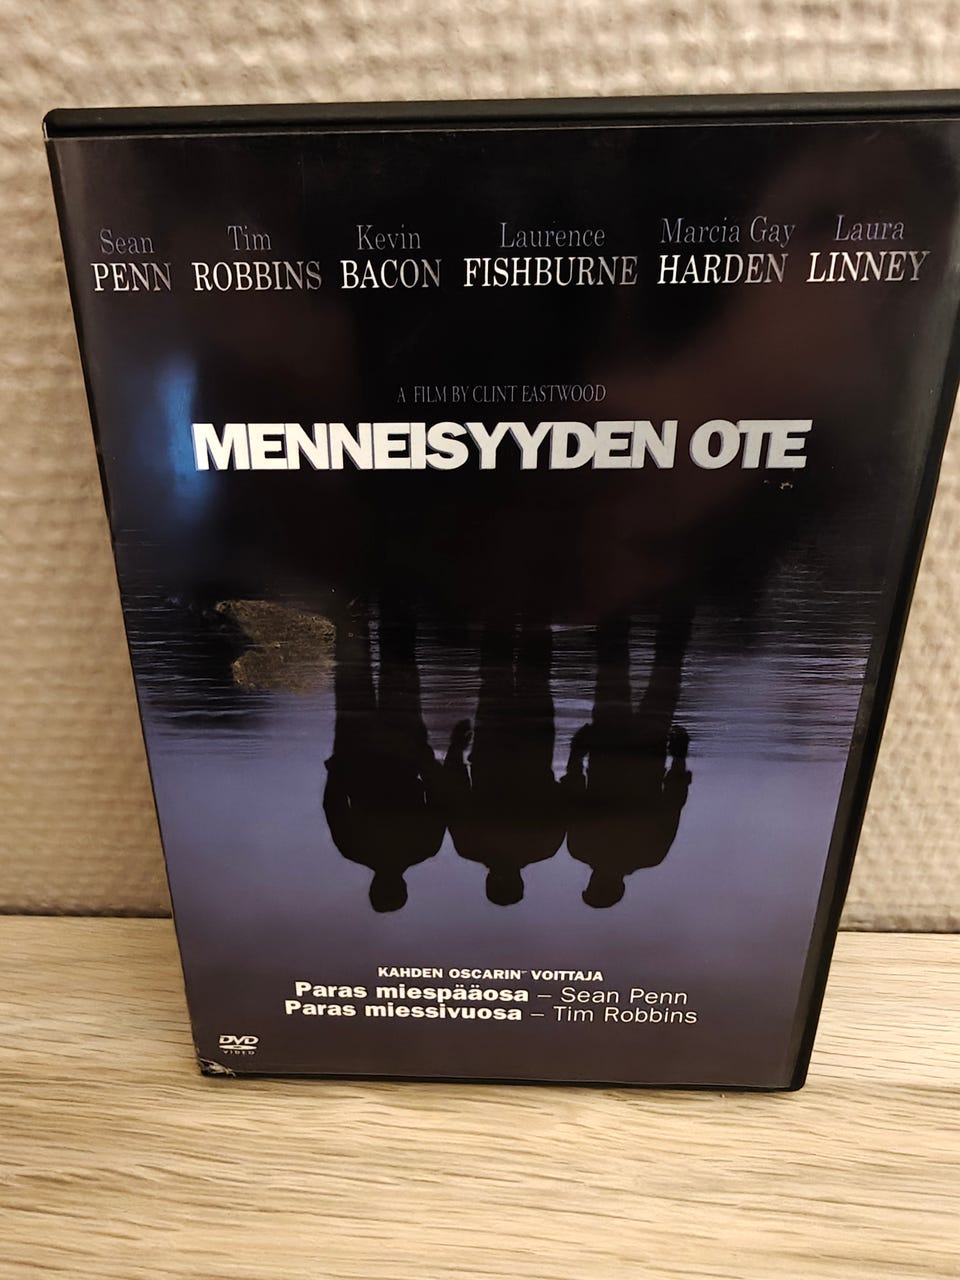 Sean Tim Kevin Laurence Marcia Gay Laura
PENN ROBBINS BACON FISHBURNE HARDEN LINNEY
A FILM BY CLINT EASTWOOD
MENNEISYYDEN OTE
KAHDEN OSCARIN™ VOITTAJA
Paras miespääosa – Sean Penn
Paras miessivuosa – Tim Robbins
DVD
VIDEO